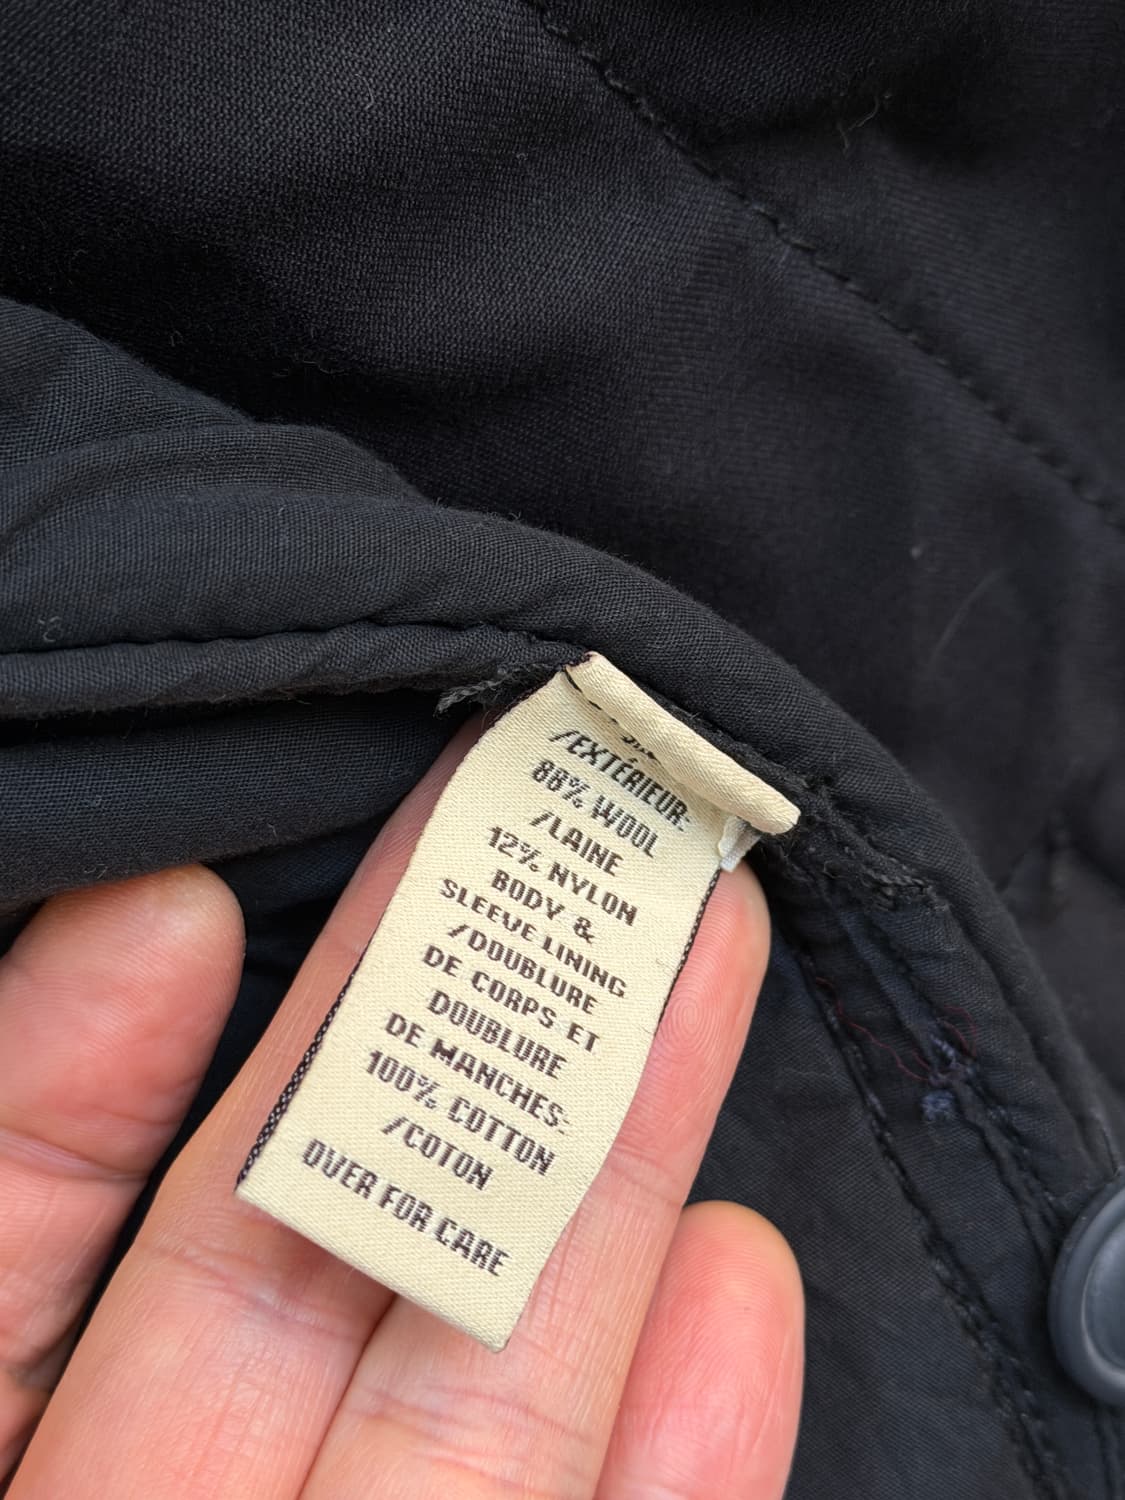 /EXTÉRIEUR:
88% WOOL
/LAINE
12% NYLON
BODY &
SLEEVE LINING
/DOUBLURE
DE CORPS ET
DOUBLURE
DE MANCHES:
100% COTTON
/COTON
OVER FOR CARE